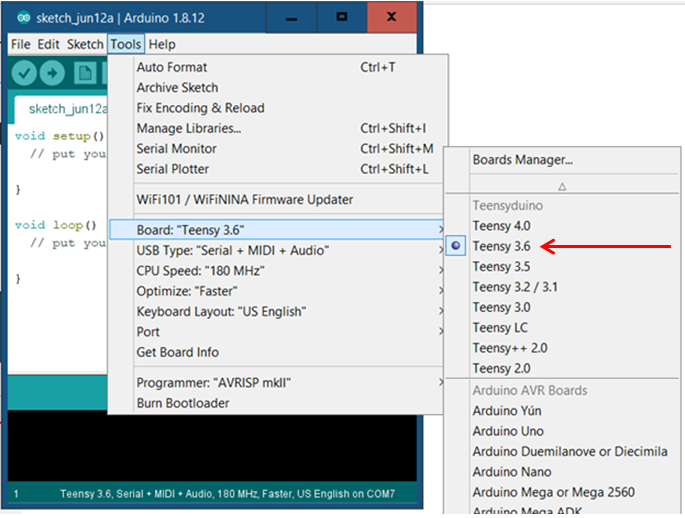 sketch_jun12a | Arduino 1.8.12
File Edit Sketch Tools Help
sketch_jun12a
void setup()
// put you
}
void loop()
// put you
}
Auto Format Ctrl+T
Archive Sketch
Fix Encoding & Reload
Manage Libraries... Ctrl+Shift+I
Serial Monitor Ctrl+Shift+M
Serial Plotter Ctrl+Shift+L
WiFi101 / WiFiNINA Firmware Updater
Board: "Teensy 3.6"
USB Type: "Serial + MIDI + Audio"
CPU Speed: "180 MHz"
Optimize: "Faster"
Keyboard Layout: "US English"
Port
Get Board Info
Programmer: "AVRISP mkII"
Burn Bootloader
Boards Manager...
Teensyduino
Teensy 4.0
Teensy 3.6
Teensy 3.5
Teensy 3.2 / 3.1
Teensy 3.0
Teensy LC
Teensy++ 2.0
Teensy 2.0
Arduino AVR Boards
Arduino Yún
Arduino Uno
Arduino Duemilanove or Diecimila
Arduino Nano
Arduino Mega or Mega 2560
Arduino Mega ADK
1 Teensy 3.6, Serial + MIDI + Audio, 180 MHz, Faster, US English on COM7